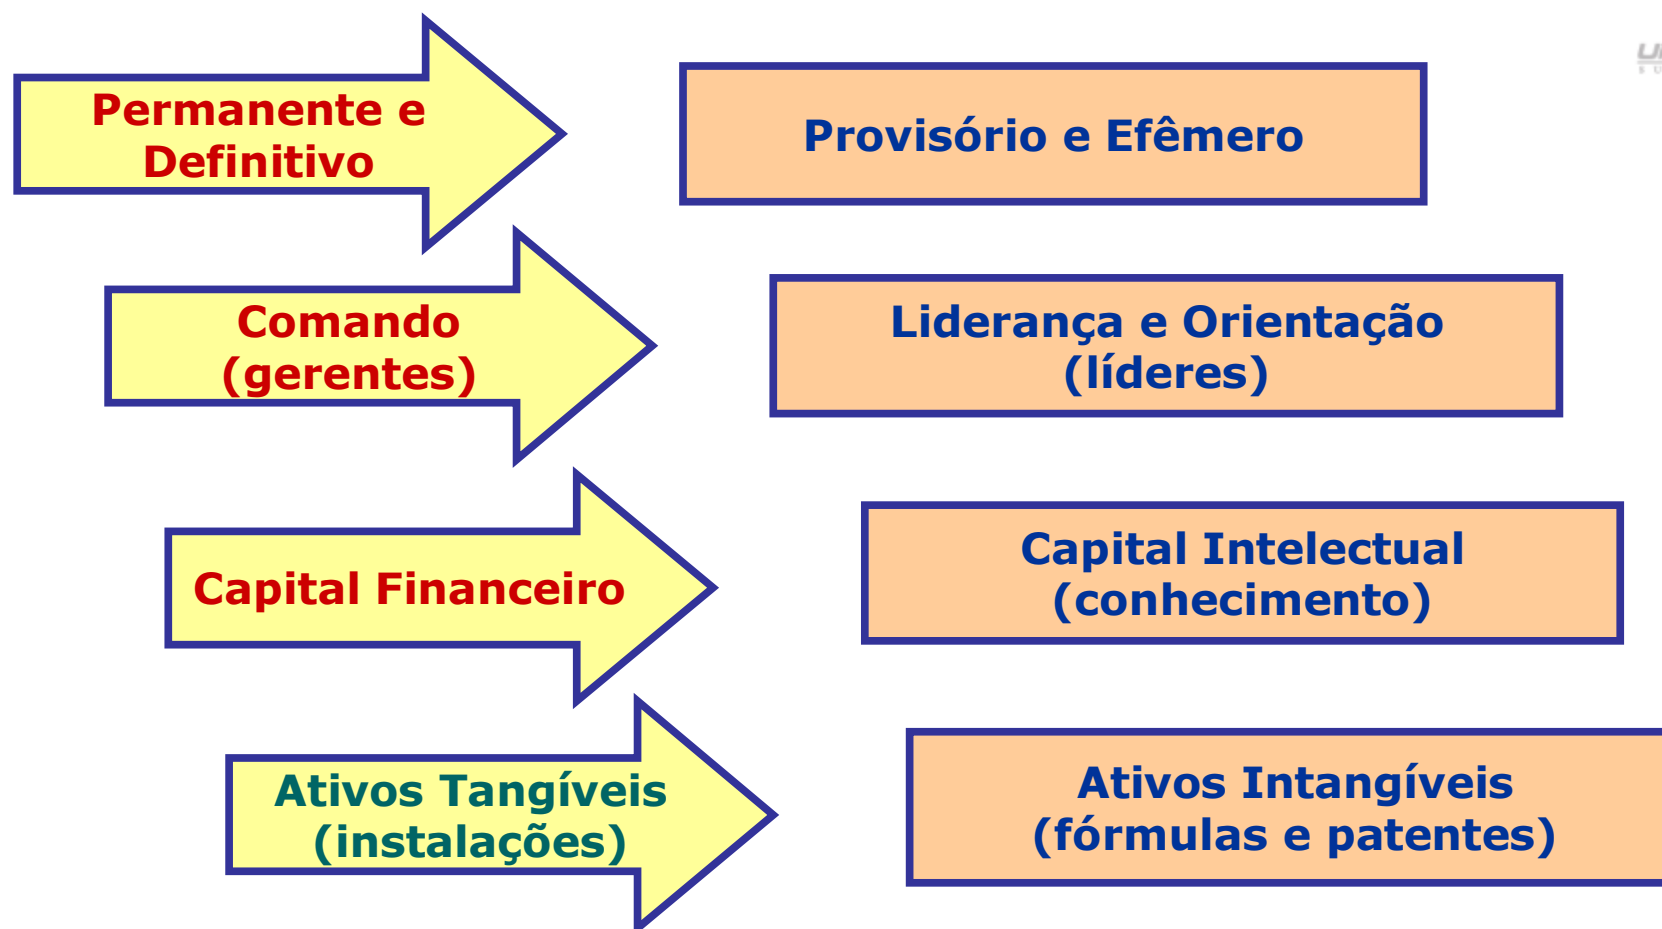 Permanente e
Definitivo
Provisório e Efêmero
Comando
(gerentes)
Liderança e Orientação
(líderes)
Capital Financeiro
Capital Intelectual
(conhecimento)
Ativos Tangíveis
(instalações)
Ativos Intangíveis
(fórmulas e patentes)